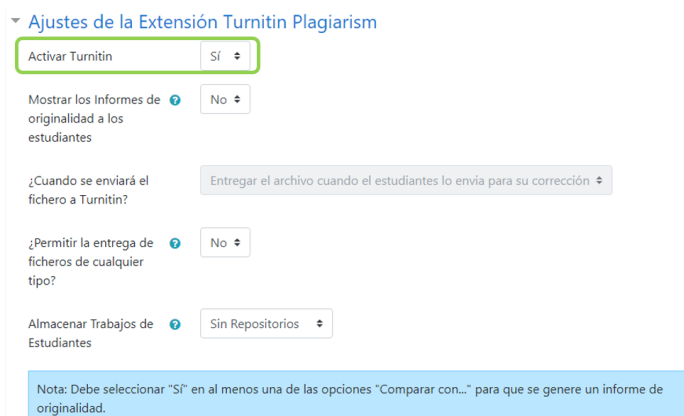 Ajustes de la Extensión Turnitin Plagiarism
Activar Turnitin Sí
Mostrar los Informes de No
originalidad a los
estudiantes
¿Cuando se enviará el Entregar el archivo cuando el estudiantes lo envía para su corrección
fichero a Turnitin?
¿Permitir la entrega de No
ficheros de cualquier
tipo?
Almacenar Trabajos de Sin Repositorios
Estudiantes
Nota: Debe seleccionar "Sí" en al menos una de las opciones "Comparar con..." para que se genere un informe de
originalidad.